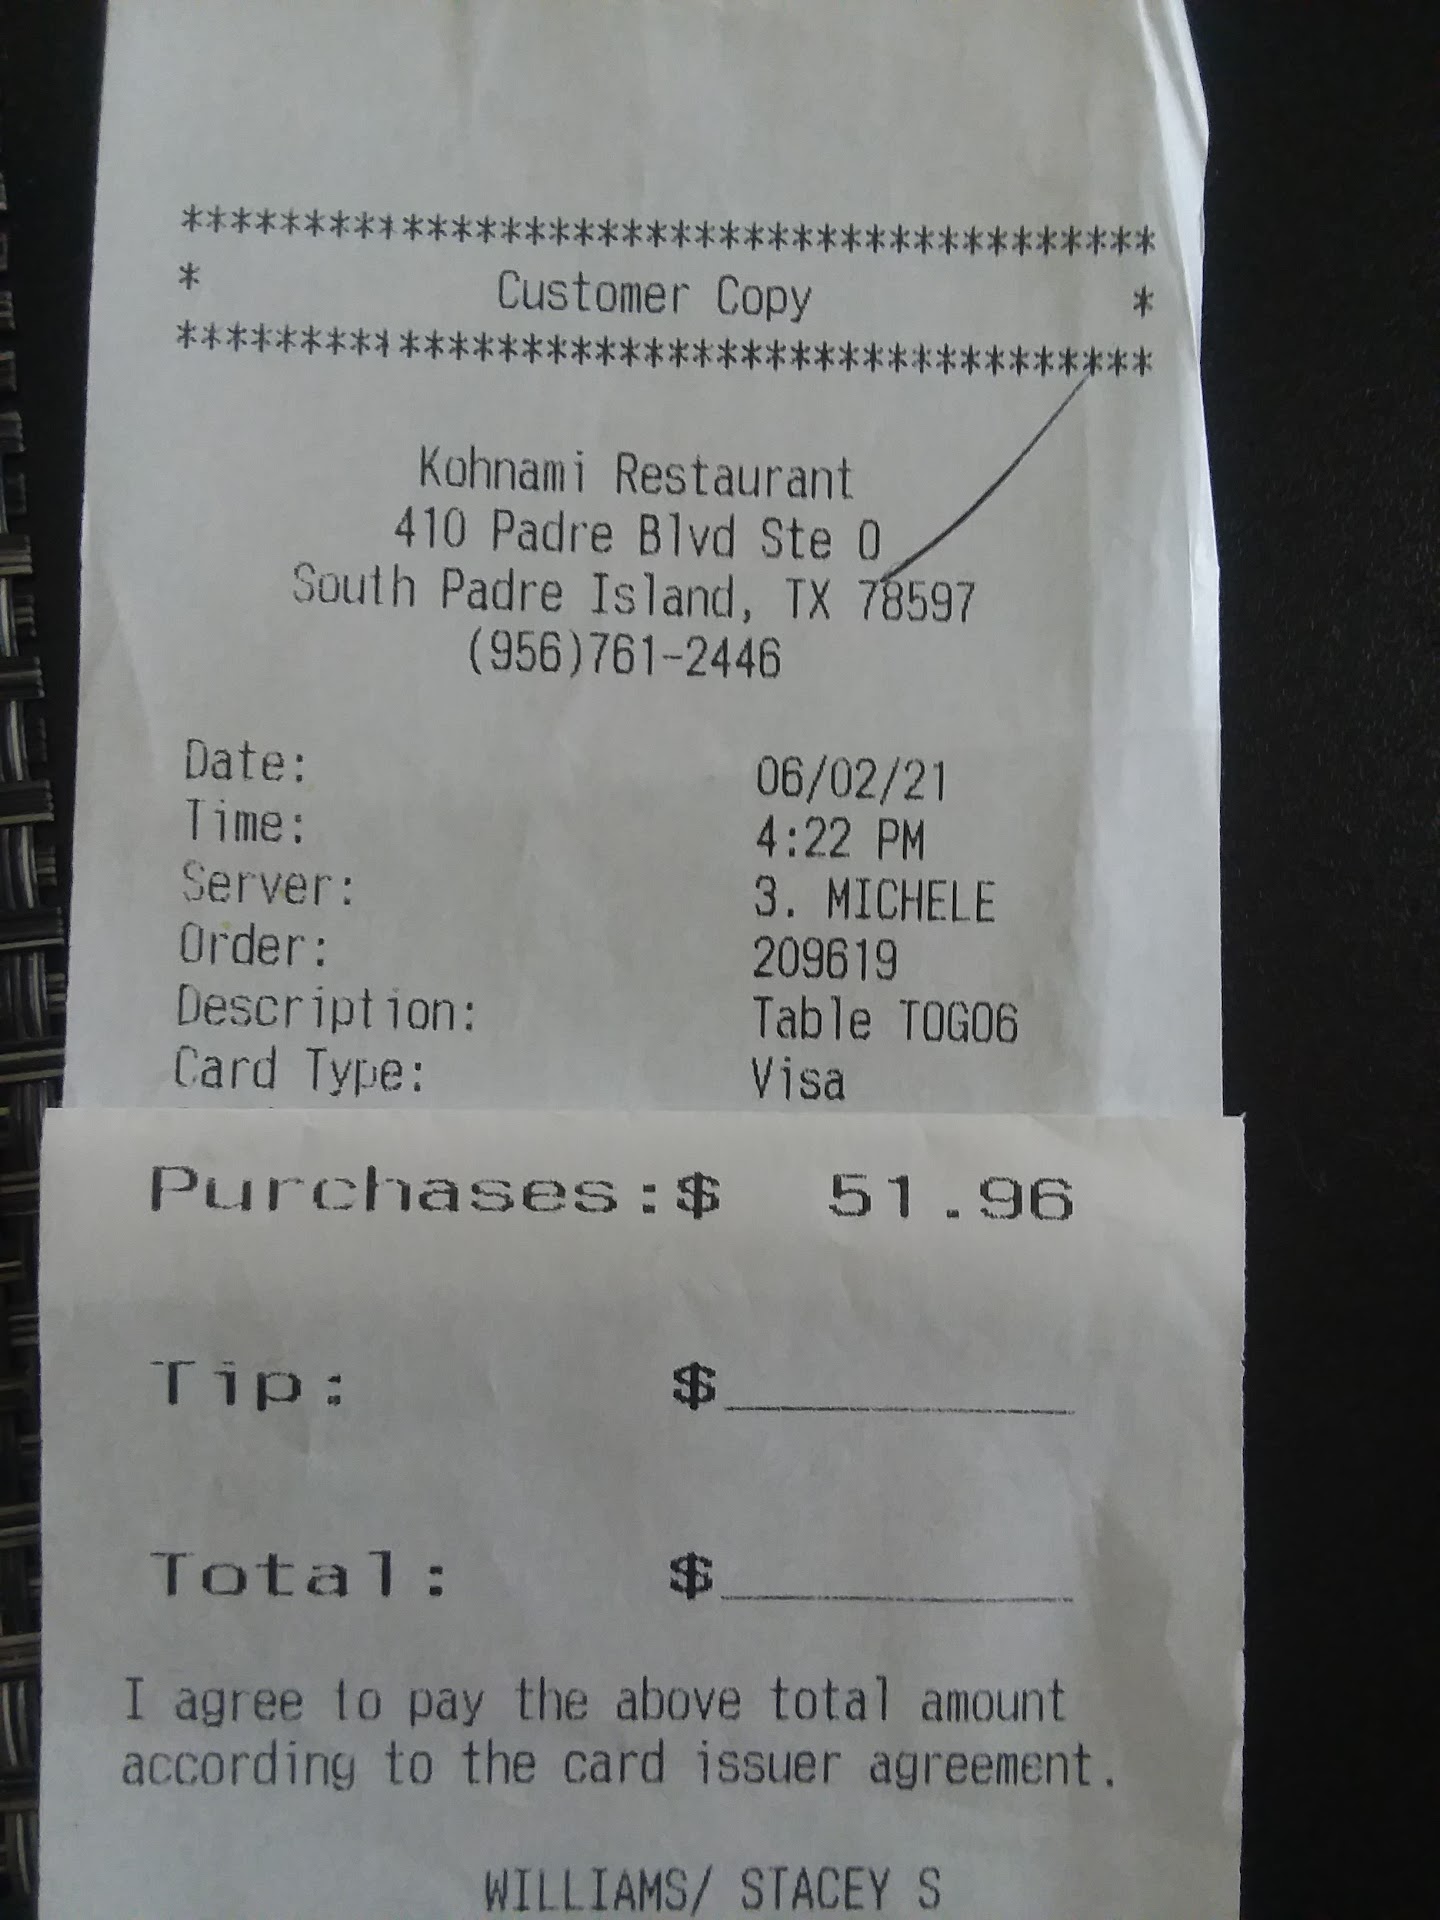 ****************************************
* Customer Copy *
****************************************
Kohnami Restaurant
410 Padre Blvd Ste O
South Padre Island, TX 78597
(956)761-2446
Date: 06/02/21
Time: 4:22 PM
Server: 3. MICHELE
Order: 209619
Description: Table TOGO6
Card Type: Visa
Purchases:$ 51.96
Tip: $__________
Total: $__________
I agree to pay the above total amount
according to the card issuer agreement.
WILLIAMS/ STACEY S